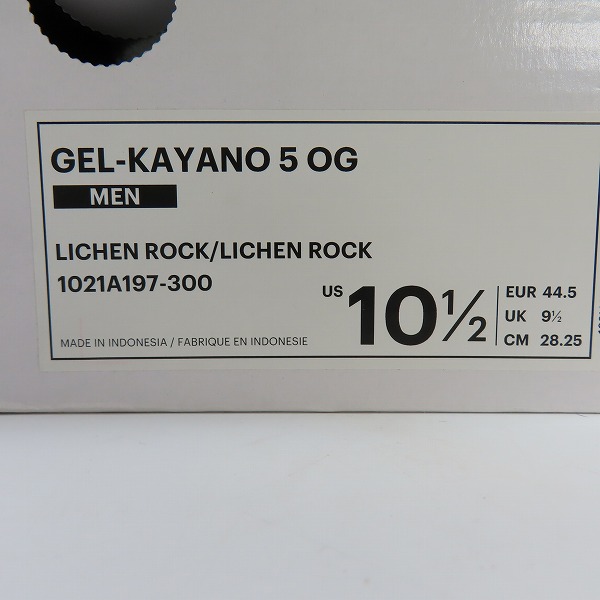 GEL-KAYANO 5 OG
MEN
LICHEN ROCK/LICHEN ROCK
1021A197-300
MADE IN INDONESIA / FABRIQUE EN INDONESIE
US 10½
EUR 44.5
UK 9½
CM 28.25